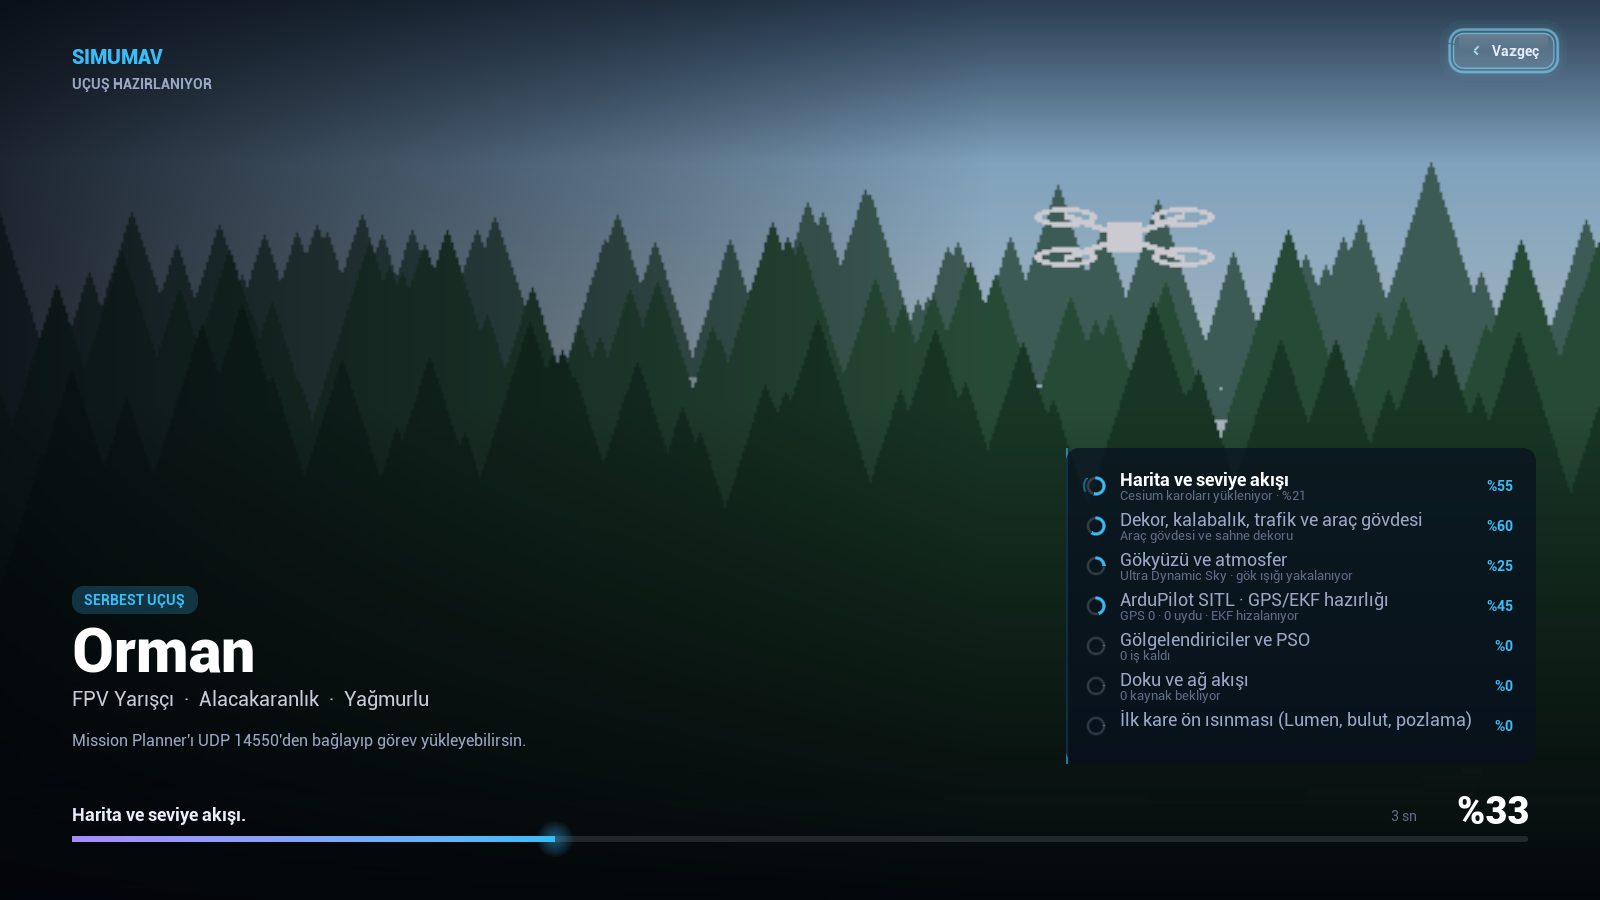 SIMUMAV
UÇUŞ HAZIRLANIYOR
Vazgeç
Harita ve seviye akışı
Cesium karoları yükleniyor · %21
%55
Dekor, kalabalık, trafik ve araç gövdesi
Araç gövdesi ve sahne dekoru
%60
Gökyüzü ve atmosfer
Ultra Dynamic Sky · gök ışığı yakalanıyor
%25
ArduPilot SITL · GPS/EKF hazırlığı
GPS 0 · 0 uydu · EKF hizalanıyor
%45
Gölgelendiriciler ve PSO
0 iş kaldı
%0
Doku ve ağ akışı
0 kaynak bekliyor
%0
İlk kare ön ısınması (Lumen, bulut, pozlama)
%0
SERBEST UÇUŞ
Orman
FPV Yarışçı · Alacakaranlık · Yağmurlu
Mission Planner'ı UDP 14550'den bağlayıp görev yükleyebilirsin.
Harita ve seviye akışı.
3 sn
%33